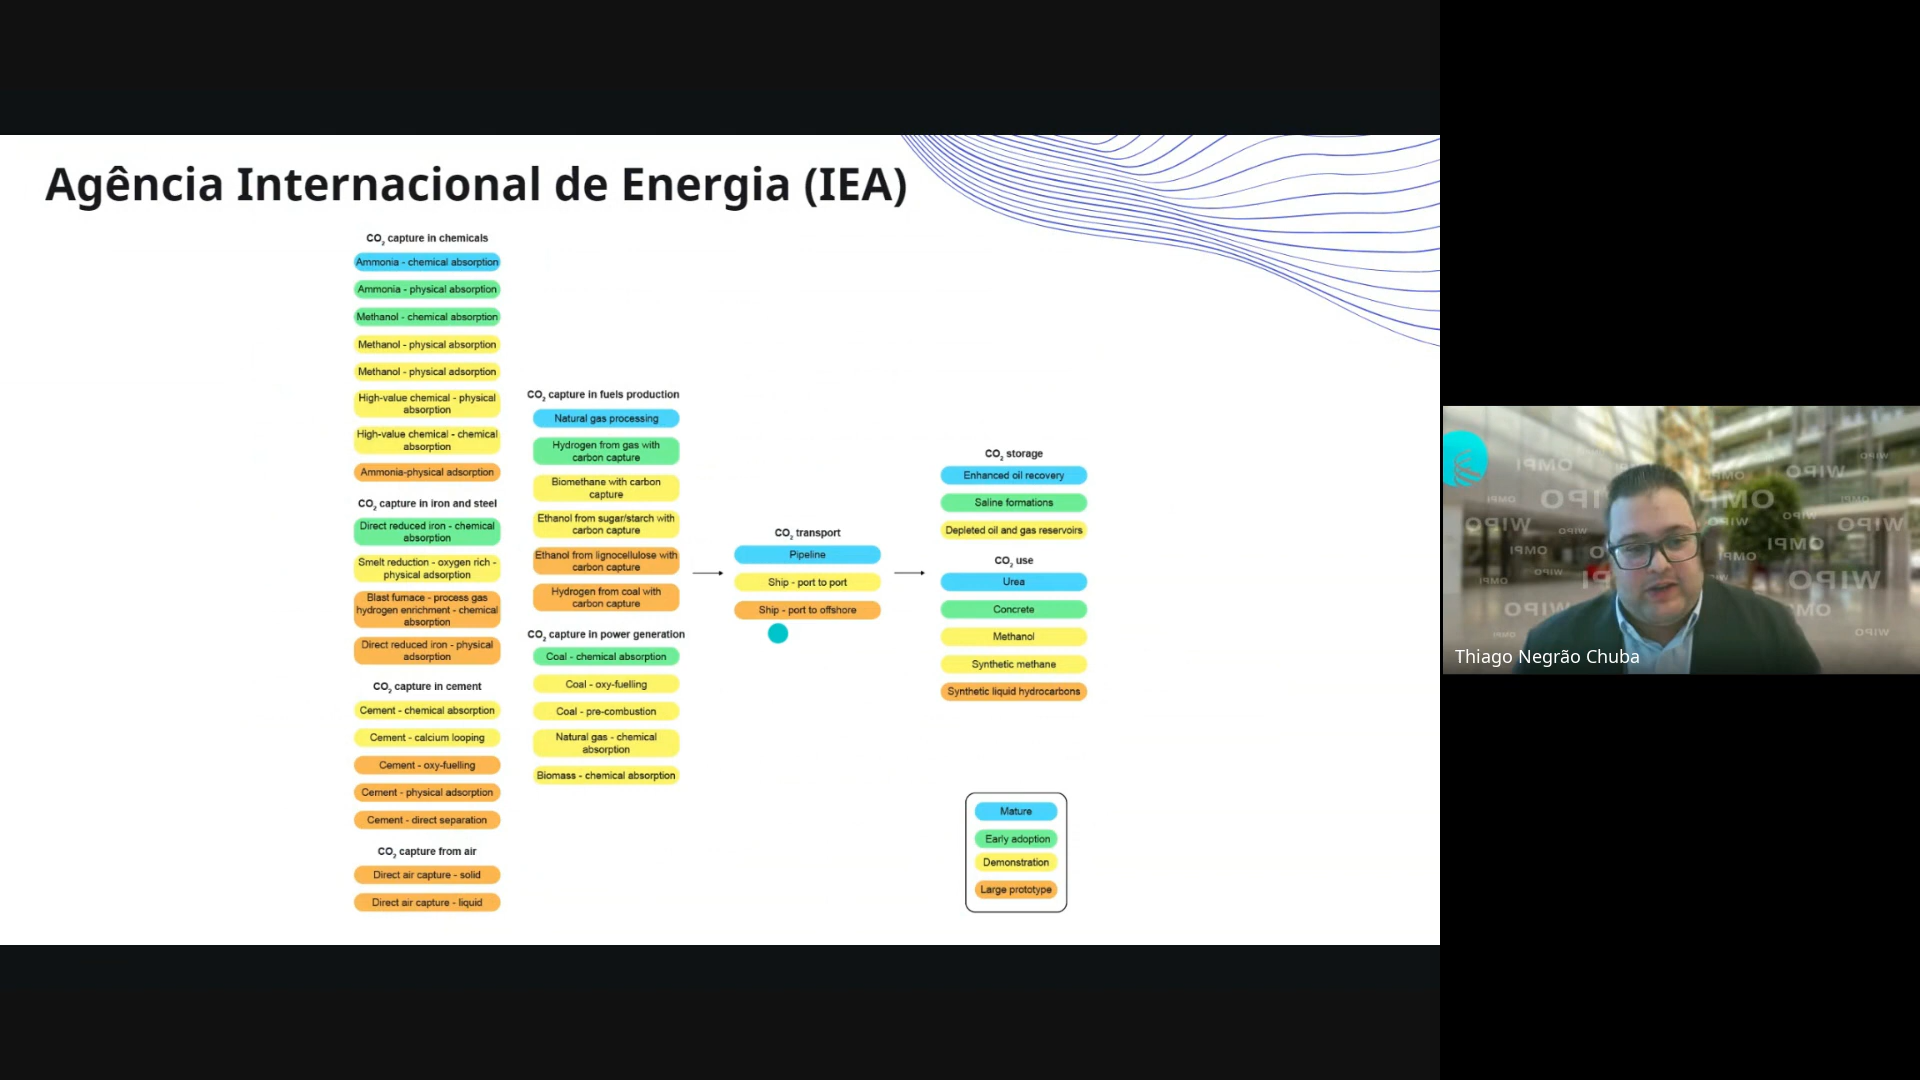 Agência Internacional de Energia (IEA)
CO2 capture in chemicals
Ammonia - chemical absorption
Ammonia - physical absorption
Methanol - chemical absorption
Methanol - physical absorption
Methanol - physical adsorption
High-value chemical - physical
absorption
High-value chemical - chemical
absorption
Ammonia-physical adsorption
CO2 capture in iron and steel
Direct reduced iron - chemical
absorption
Smelt reduction - oxygen rich -
physical adsorption
Blast furnace - process gas
hydrogen enrichment - chemical
absorption
Direct reduced iron - physical
adsorption
CO2 capture in cement
Cement - chemical absorption
Cement - calcium looping
Cement - oxy-fuelling
Cement - physical adsorption
Cement - direct separation
CO2 capture from air
Direct air capture - solid
Direct air capture - liquid
CO2 capture in fuels production
Natural gas processing
Hydrogen from gas with
carbon capture
Biomethane with carbon
capture
Ethanol from sugar/starch with
carbon capture
Ethanol from lignocellulose with
carbon capture
Hydrogen from coal with
carbon capture
CO2 capture in power generation
Coal - chemical absorption
Coal - oxy-fuelling
Coal - pre-combustion
Natural gas - chemical
absorption
Biomass - chemical absorption
CO2 transport
Pipeline
Ship - port to port
Ship - port to offshore
CO2 storage
Enhanced oil recovery
Saline formations
Depleted oil and gas reservoirs
CO2 use
Urea
Concrete
Methanol
Synthetic methane
Synthetic liquid hydrocarbons
Mature
Early adoption
Demonstration
Large prototype
WIPO
OMPI
Thiago Negrão Chuba